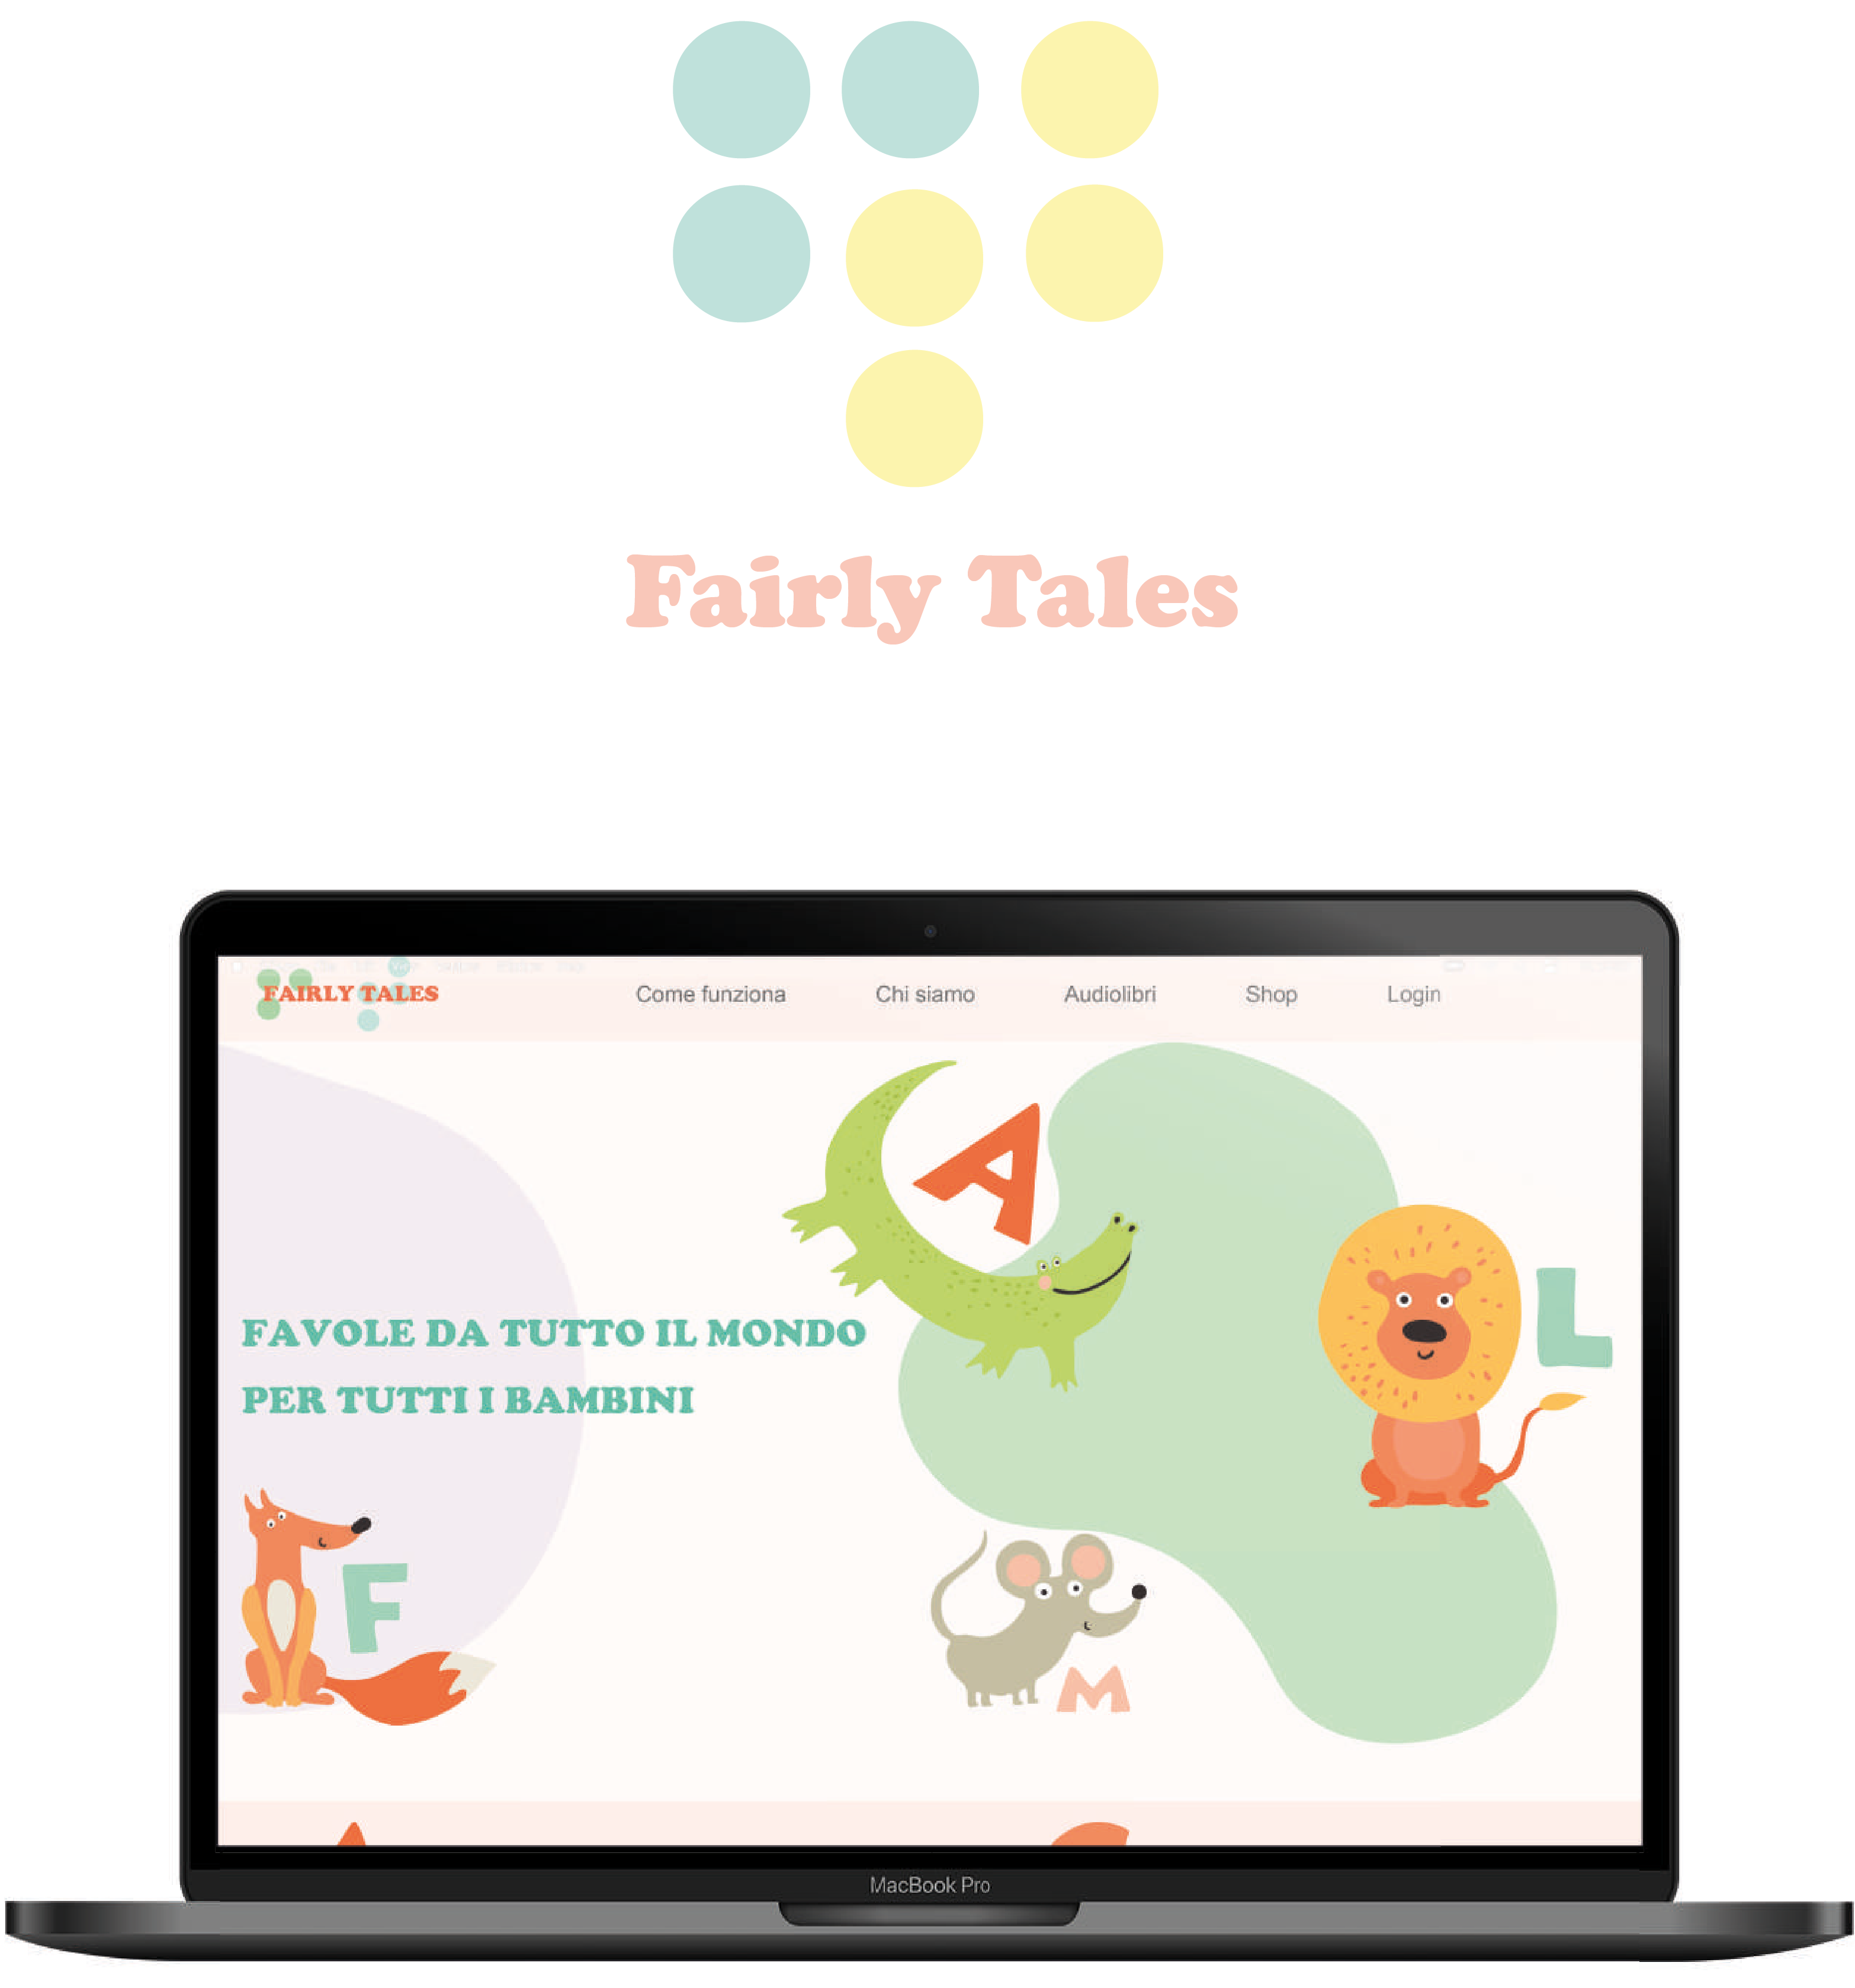 Fairly Tales
FAIRLY TALES
Come funziona
Chi siamo
Audiolibri
Shop
Login
A
L
FAVOLE DA TUTTO IL MONDO
PER TUTTI I BAMBINI
F
M
MacBook Pro